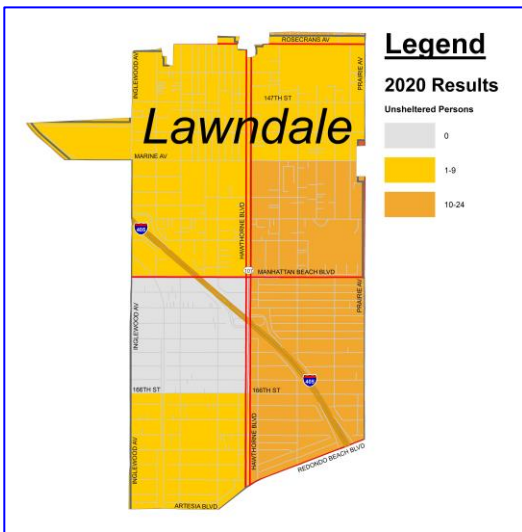 ROSECRANS AV
INGLEWOOD AV
PRAIRIE AV
147TH ST
Lawndale
MARINE AV
HAWTHORNE BLVD
405
107
MANHATTAN BEACH BLVD
INGLEWOOD AV
PRAIRIE AV
405
166TH ST
166TH ST
INGLEWOOD AV
HAWTHORNE BLVD
REDONDO BEACH BLVD
ARTESIA BLVD
Legend
2020 Results
Unsheltered Persons
0
1-9
10-24